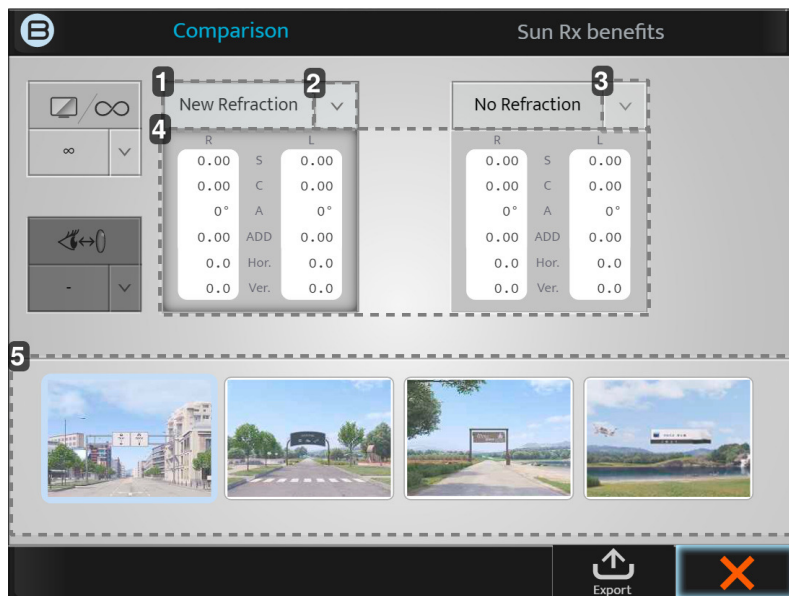 B Comparison Sun Rx benefits
1 2 3
/∞ New Refraction No Refraction
4
R L R L
∞ 0.00 S 0.00 0.00 S 0.00
0.00 C 0.00 0.00 C 0.00
0° A 0° 0° A 0°
0.00 ADD 0.00 0.00 ADD 0.00
0.0 Hor. 0.0 0.0 Hor. 0.0
- 0.0 Ver. 0.0 0.0 Ver. 0.0
5
Export